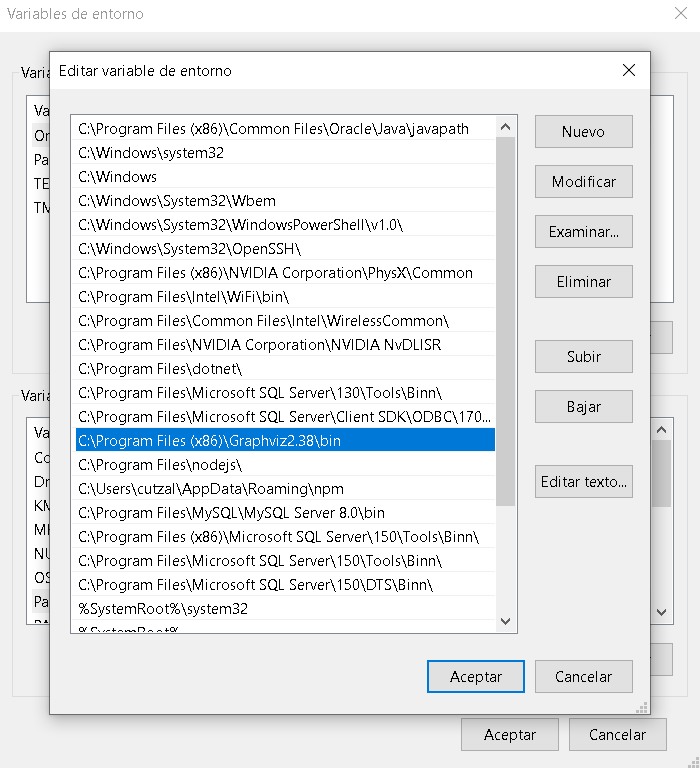 Variables de entorno
Editar variable de entorno
C:\Program Files (x86)\Common Files\Oracle\Java\javapath
C:\Windows\system32
C:\Windows
C:\Windows\System32\Wbem
C:\Windows\System32\WindowsPowerShell\v1.0\
C:\Windows\System32\OpenSSH\
C:\Program Files (x86)\NVIDIA Corporation\PhysX\Common
C:\Program Files\Intel\WiFi\bin\
C:\Program Files\Common Files\Intel\WirelessCommon\
C:\Program Files\NVIDIA Corporation\NVIDIA NvDLISR
C:\Program Files\dotnet\
C:\Program Files\Microsoft SQL Server\130\Tools\Binn\
C:\Program Files\Microsoft SQL Server\Client SDK\ODBC\170...
C:\Program Files (x86)\Graphviz2.38\bin
C:\Program Files\nodejs\
C:\Users\cutzal\AppData\Roaming\npm
C:\Program Files\MySQL\MySQL Server 8.0\bin
C:\Program Files (x86)\Microsoft SQL Server\150\Tools\Binn\
C:\Program Files\Microsoft SQL Server\150\Tools\Binn\
C:\Program Files\Microsoft SQL Server\150\DTS\Binn\
%SystemRoot%\system32
%SystemRoot%
Nuevo
Modificar
Examinar...
Eliminar
Subir
Bajar
Editar texto...
Aceptar
Cancelar
Varia
Va
Or
Pa
TE
TM
Varia
Va
Co
Dr
KM
NU
OS
Pa
Aceptar
Cancelar